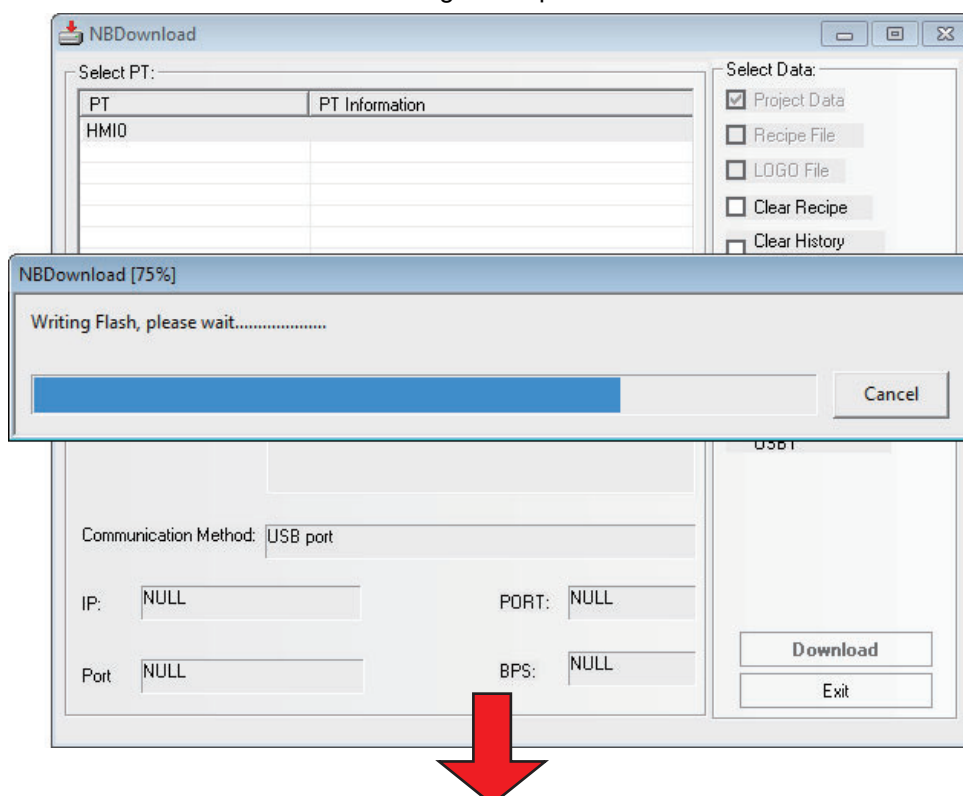 NBDownload
Select PT:
PT PT Information
HMI0
Select Data:
Project Data
Recipe File
LOGO File
Clear Recipe
Clear History
NBDownload [75%]
Writing Flash, please wait.....................
Cancel
Communication Method: USB port
IP: NULL PORT: NULL
Port NULL BPS: NULL
Download
Exit